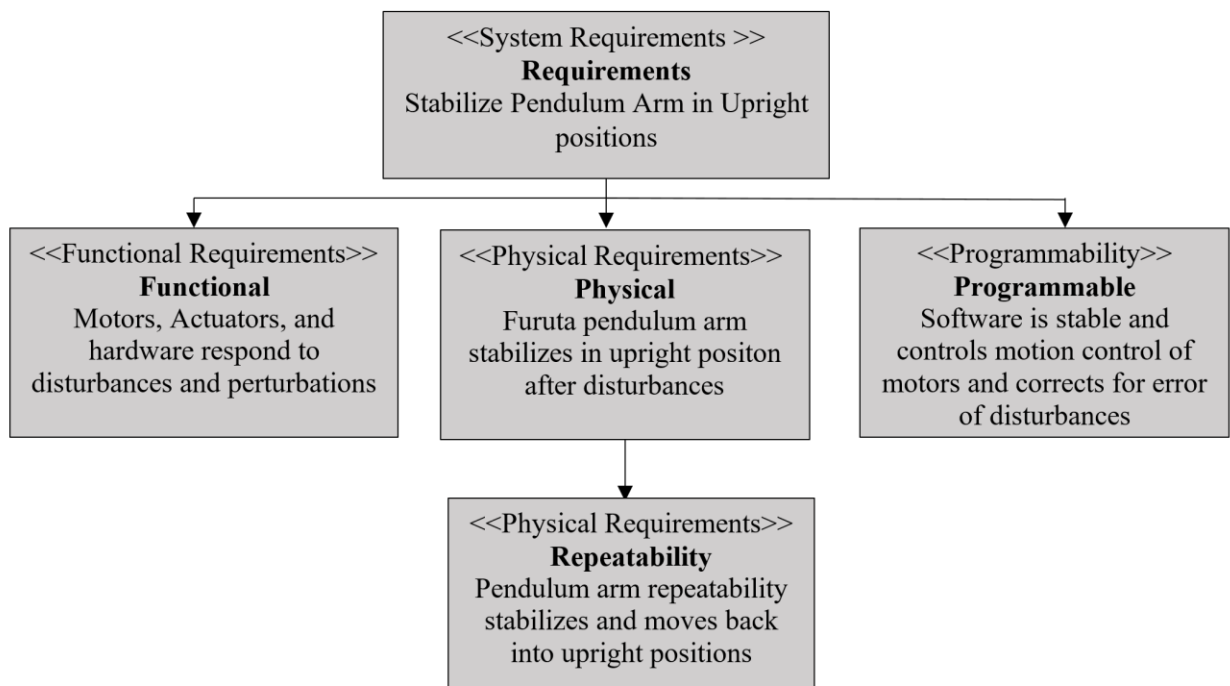 <<System Requirements >>
Requirements
Stabilize Pendulum Arm in Upright
positions
<<Functional Requirements>>
Functional
Motors, Actuators, and
hardware respond to
disturbances and perturbations
<<Physical Requirements>>
Physical
Furuta pendulum arm
stabilizes in upright positon
after disturbances
<<Programmability>>
Programmable
Software is stable and
controls motion control of
motors and corrects for error
of disturbances
<<Physical Requirements>>
Repeatability
Pendulum arm repeatability
stabilizes and moves back
into upright positions